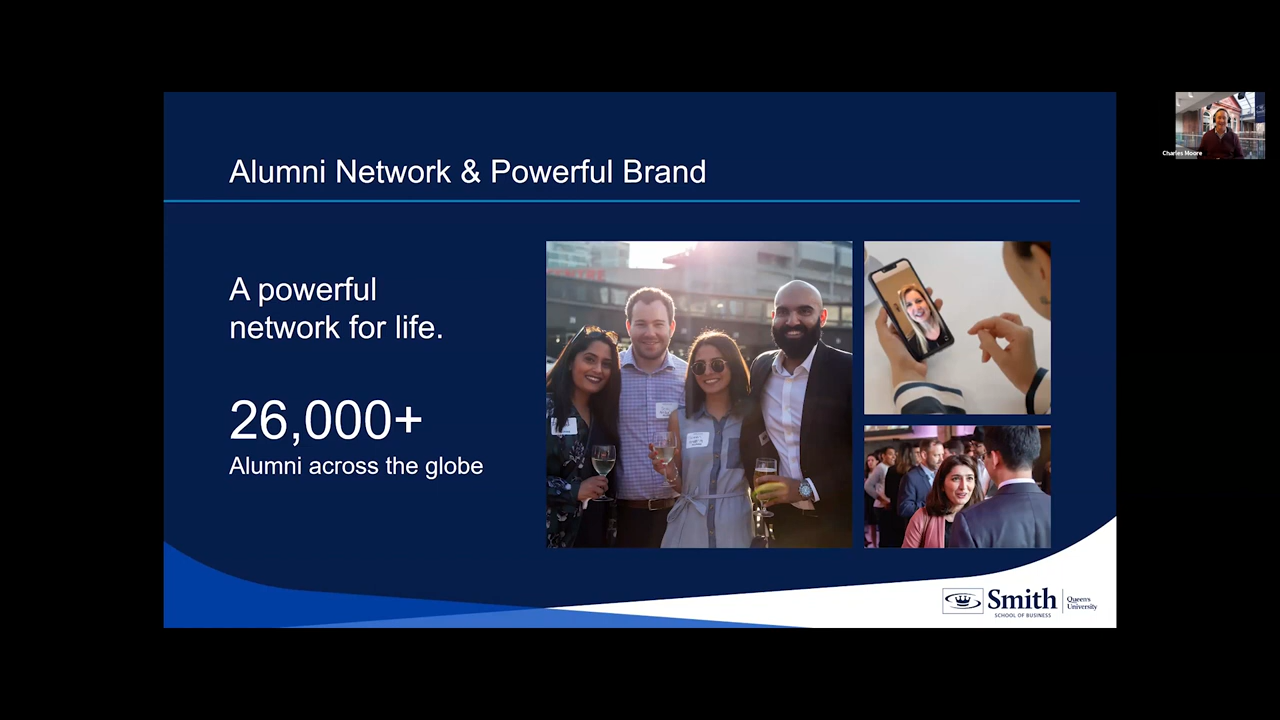 Alumni Network & Powerful Brand
A powerful
network for life.
26,000+
Alumni across the globe
Charles Moore
Smith
SCHOOL OF BUSINESS
Queen's
University